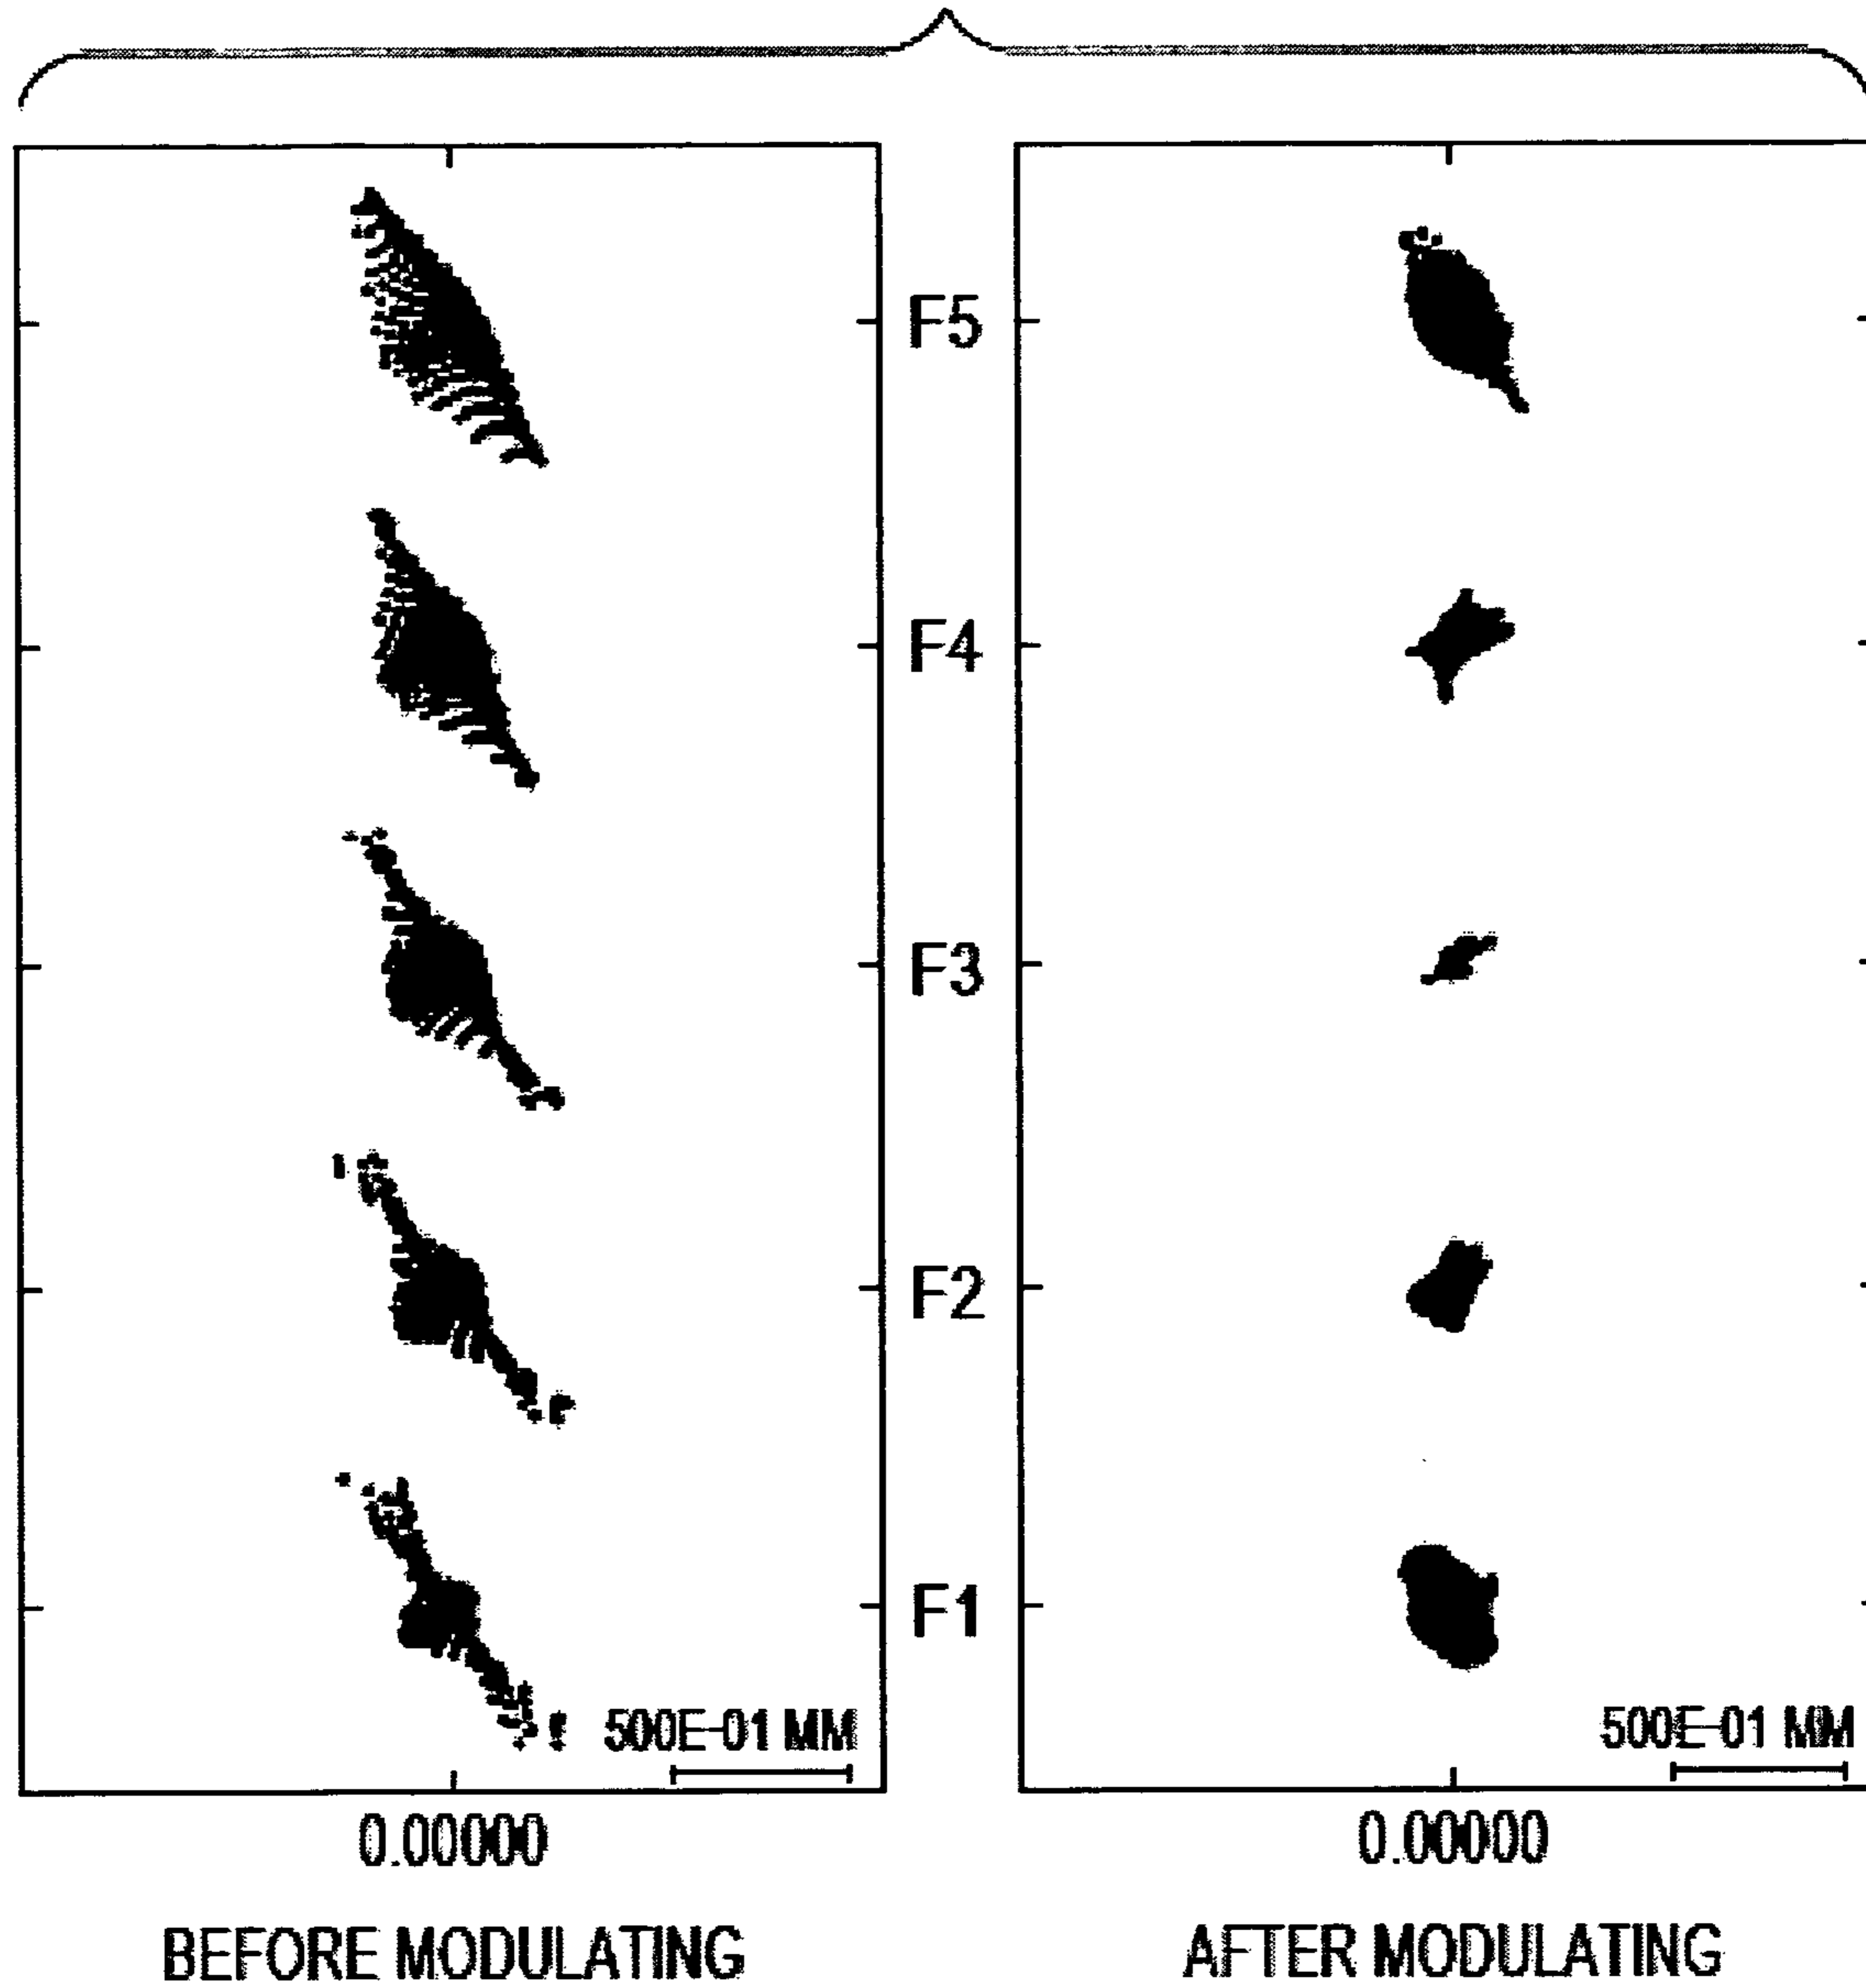 F5
F4
F3
F2
F1
500E-01 MM
500E-01 MM
0.00000
0.00000
BEFORE MODULATING
AFTER MODULATING